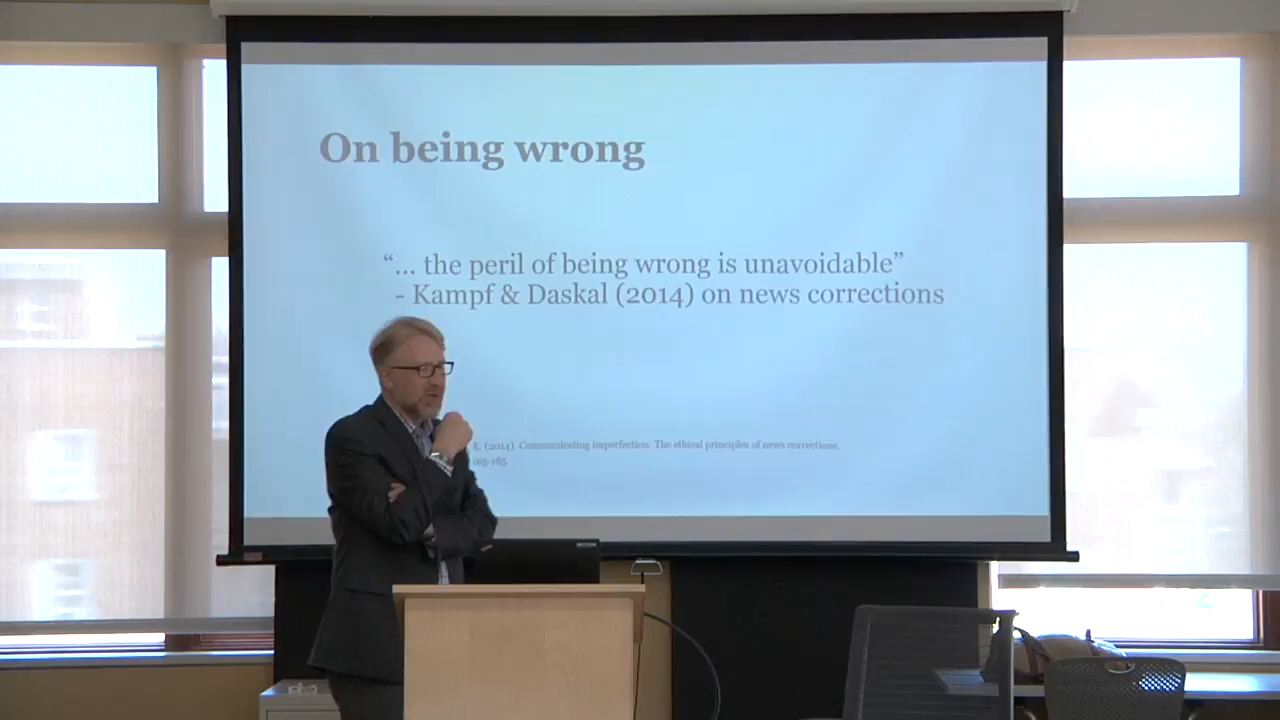 On being wrong
“... the peril of being wrong is unavoidable”
- Kampf & Daskal (2014) on news corrections
E. (2014) Communicating imperfection. The ethical principles of news corrections.
165-185